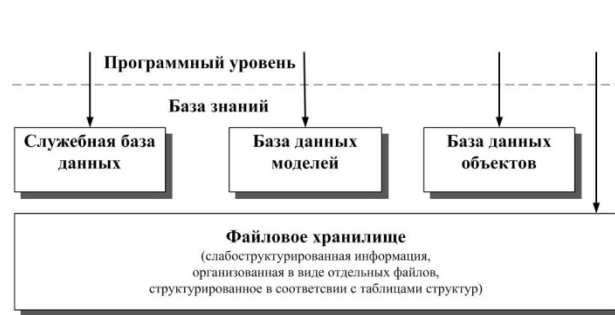 Программный уровень
База знаний
Служебная база
данных
База данных
моделей
База данных
объектов
Файловое хранилище
(слабоструктурированная информация,
организованная в виде отдельных файлов,
структурированное в соответсвии с таблицами структур)